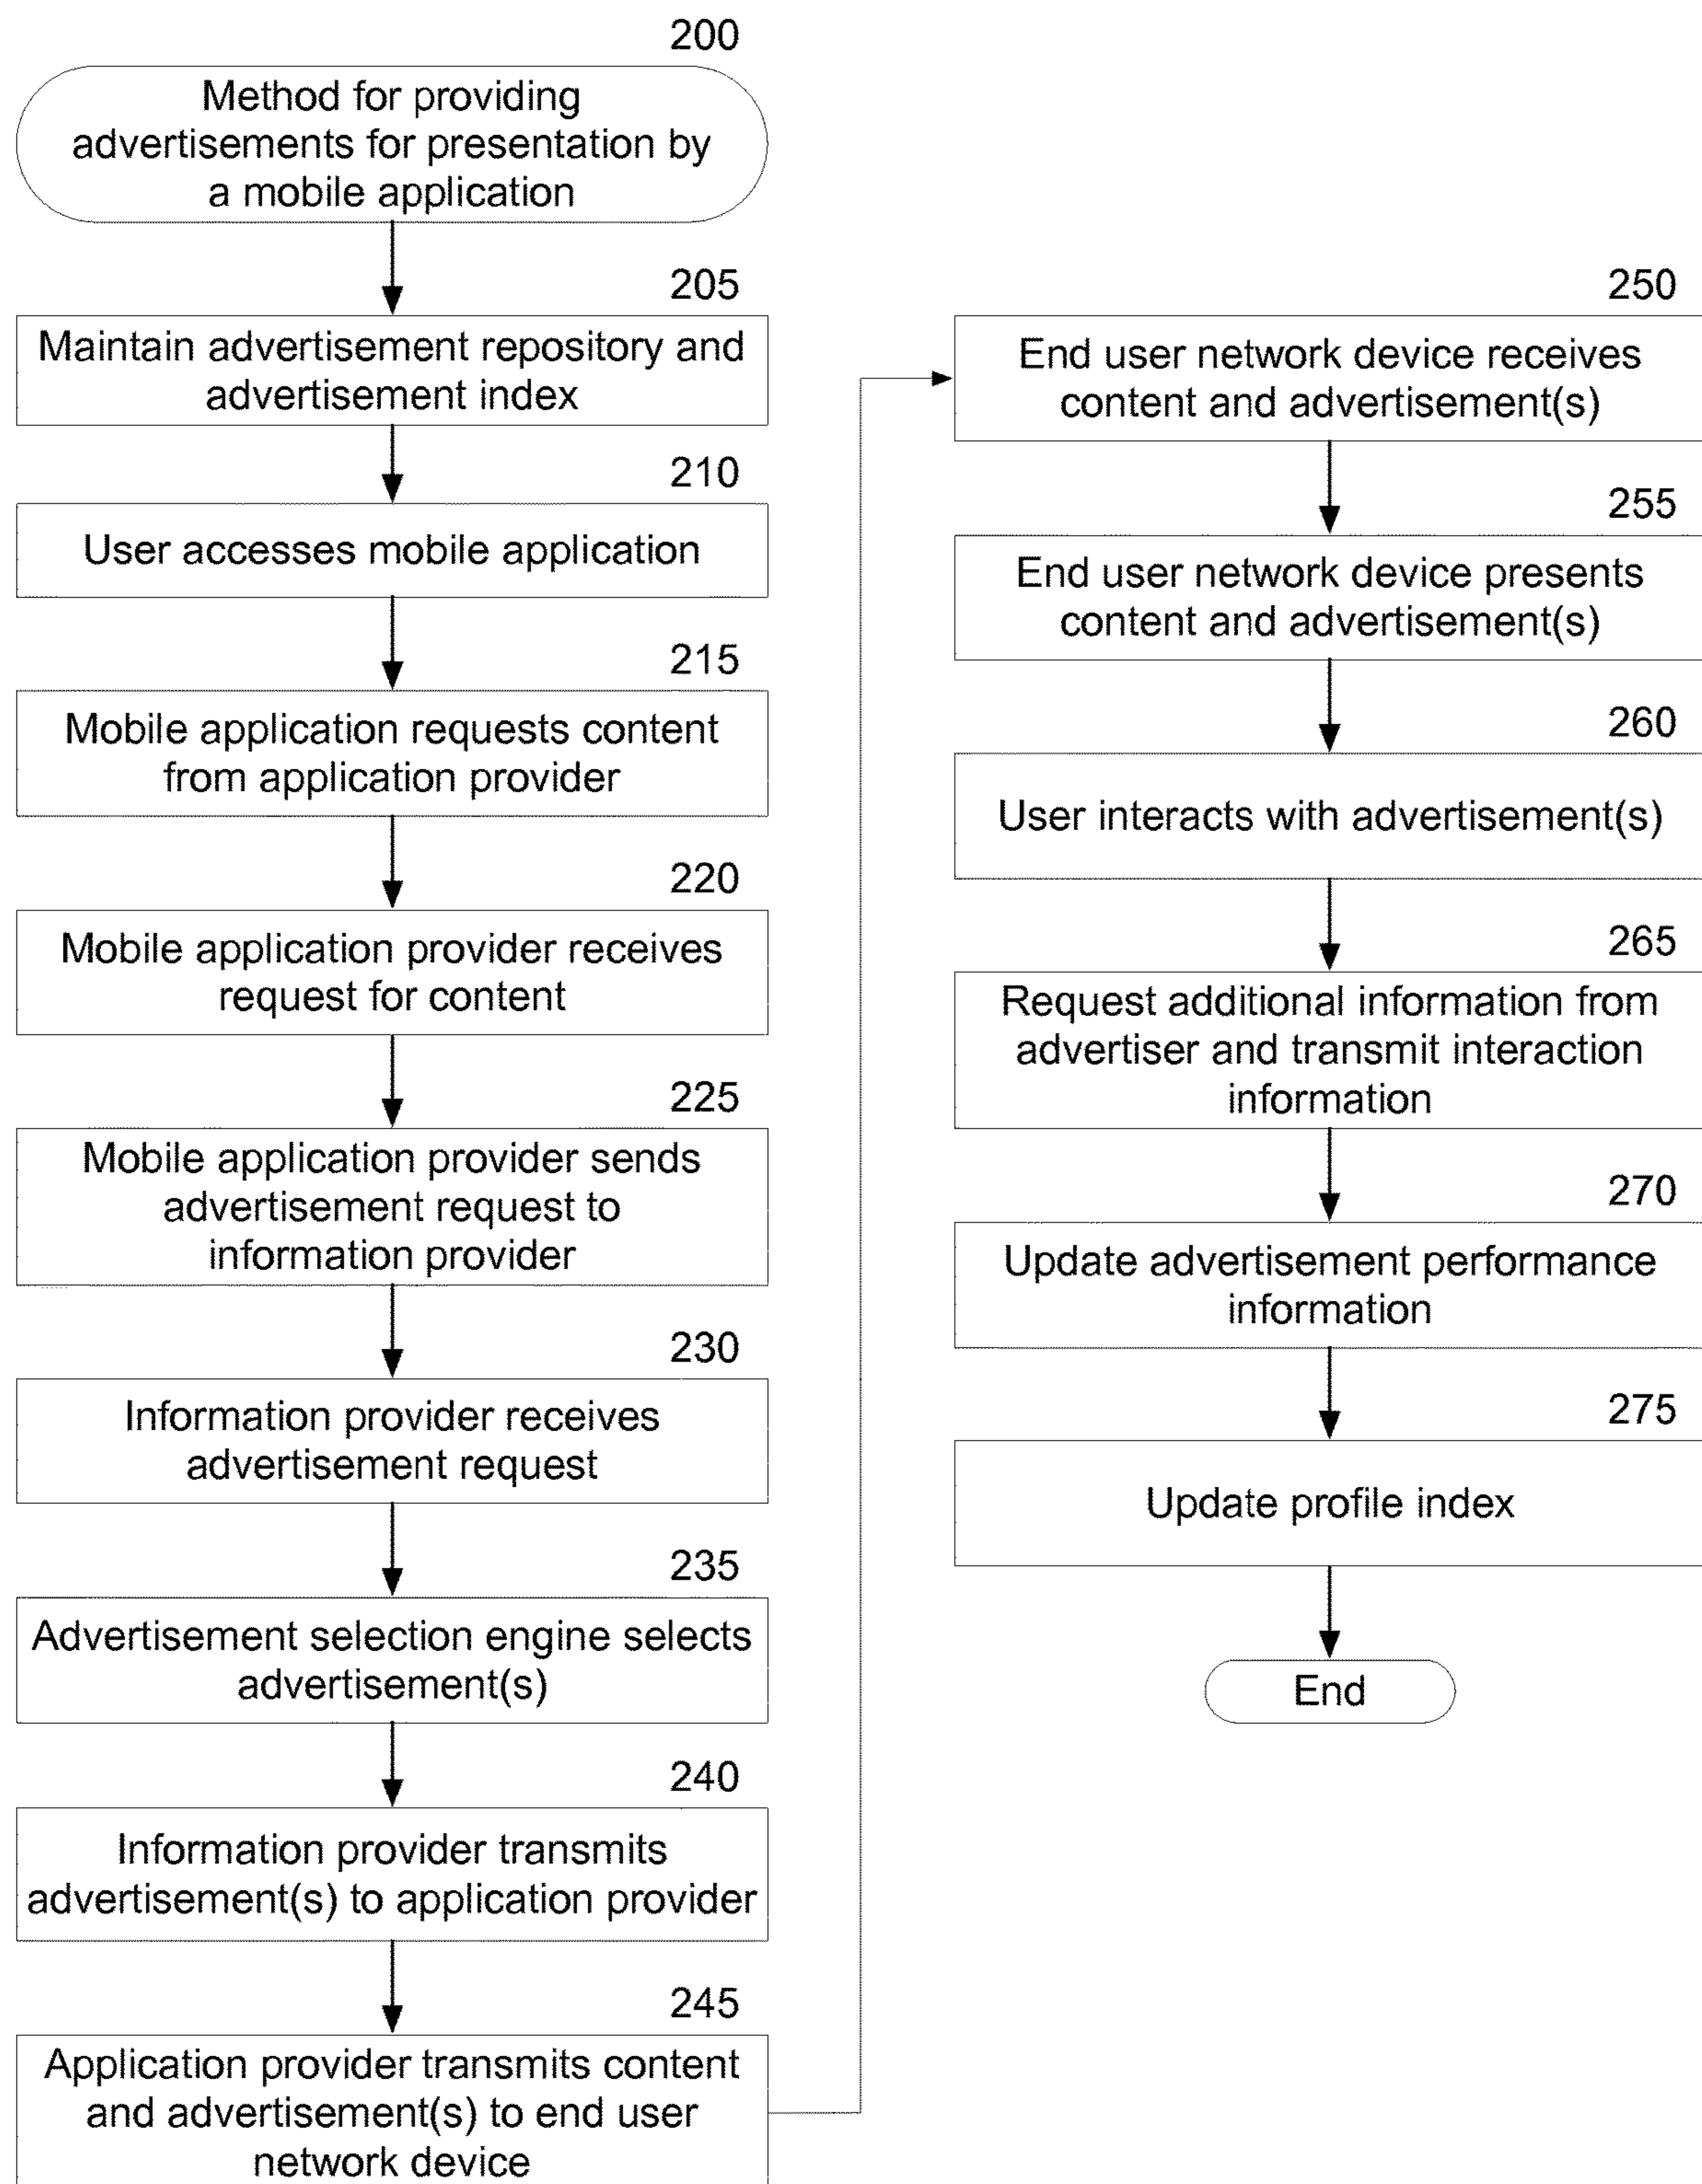 200
Method for providing
advertisements for presentation by
a mobile application
205
Maintain advertisement repository and
advertisement index
210
User accesses mobile application
215
Mobile application requests content
from application provider
220
Mobile application provider receives
request for content
225
Mobile application provider sends
advertisement request to
information provider
230
Information provider receives
advertisement request
235
Advertisement selection engine selects
advertisement(s)
240
Information provider transmits
advertisement(s) to application provider
245
Application provider transmits content
and advertisement(s) to end user
network device
250
End user network device receives
content and advertisement(s)
255
End user network device presents
content and advertisement(s)
260
User interacts with advertisement(s)
265
Request additional information from
advertiser and transmit interaction
information
270
Update advertisement performance
information
275
Update profile index
End